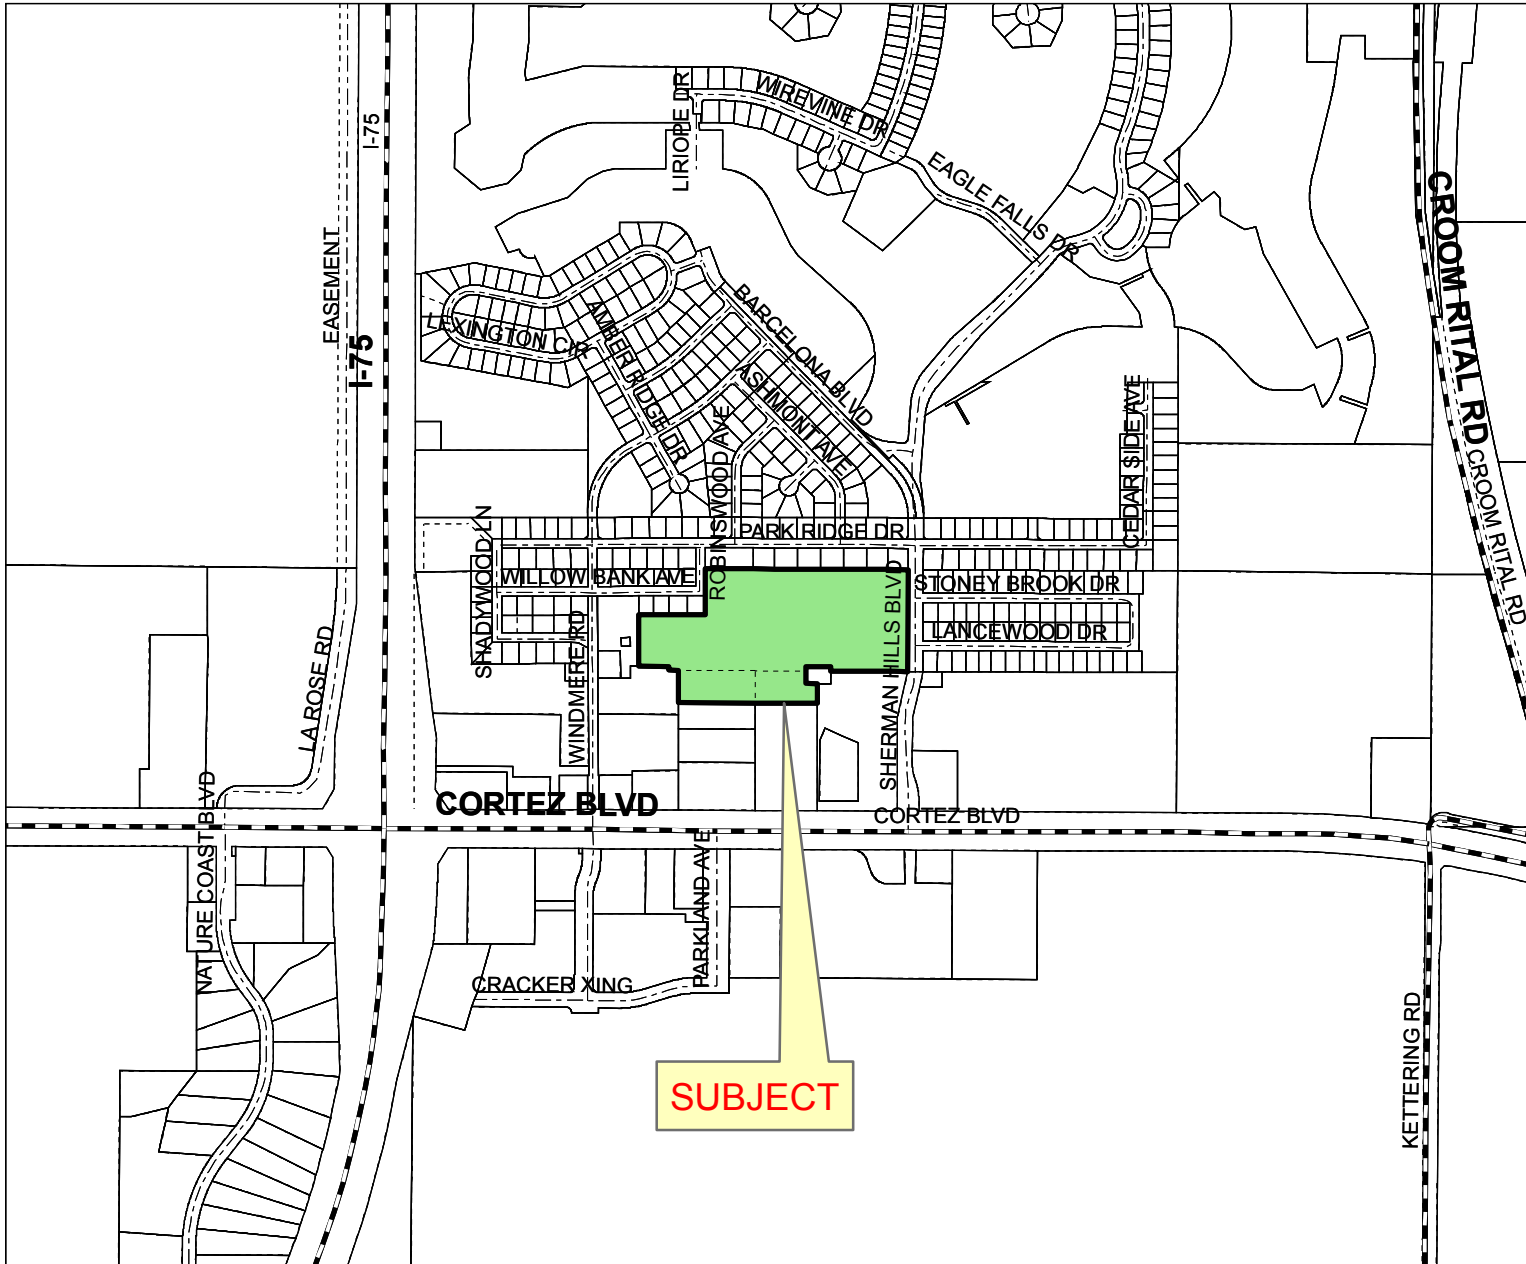 WIREVINE DR
LIRIOPE DR
I-75
EAGLE FALLS DR
CROOM RITAL RD
EASEMENT
BARCELONA BLVD
AMBER RIDGE DR
LEXINGTON CIR
I-75
ASHMONT AVE
CEDAR SIDE AVE
ROBINSWOOD AVE
CROOM RITAL RD
SHADYWOOD LN
PARK RIDGE DR
WILLOW BANK AVE
STONEY BROOK DR
LANCEWOOD DR
SHERMAN HILLS BLVD
WINDMERE RD
LA ROSE RD
NATURE COAST BLVD
CORTEZ BLVD
CORTEZ BLVD
PARKLAND AVE
CRACKER XING
KETTERING RD
SUBJECT